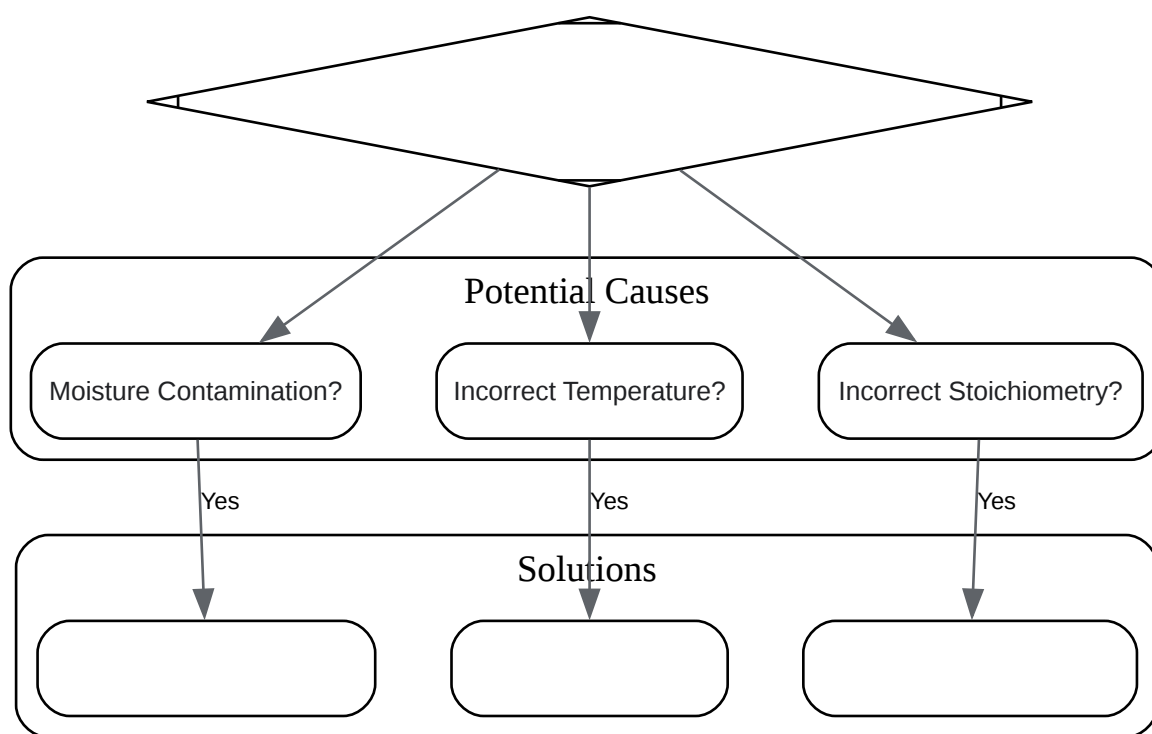 Potential Causes
Moisture Contamination?
Incorrect Temperature?
Incorrect Stoichiometry?
Yes
Yes
Yes
Solutions